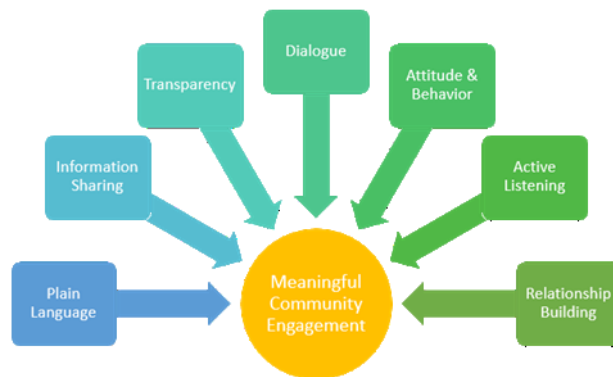 Dialogue
Transparency
Attitude &
Behavior
Information
Sharing
Active
Listening
Plain
Language
Meaningful
Community
Engagement
Relationship
Building